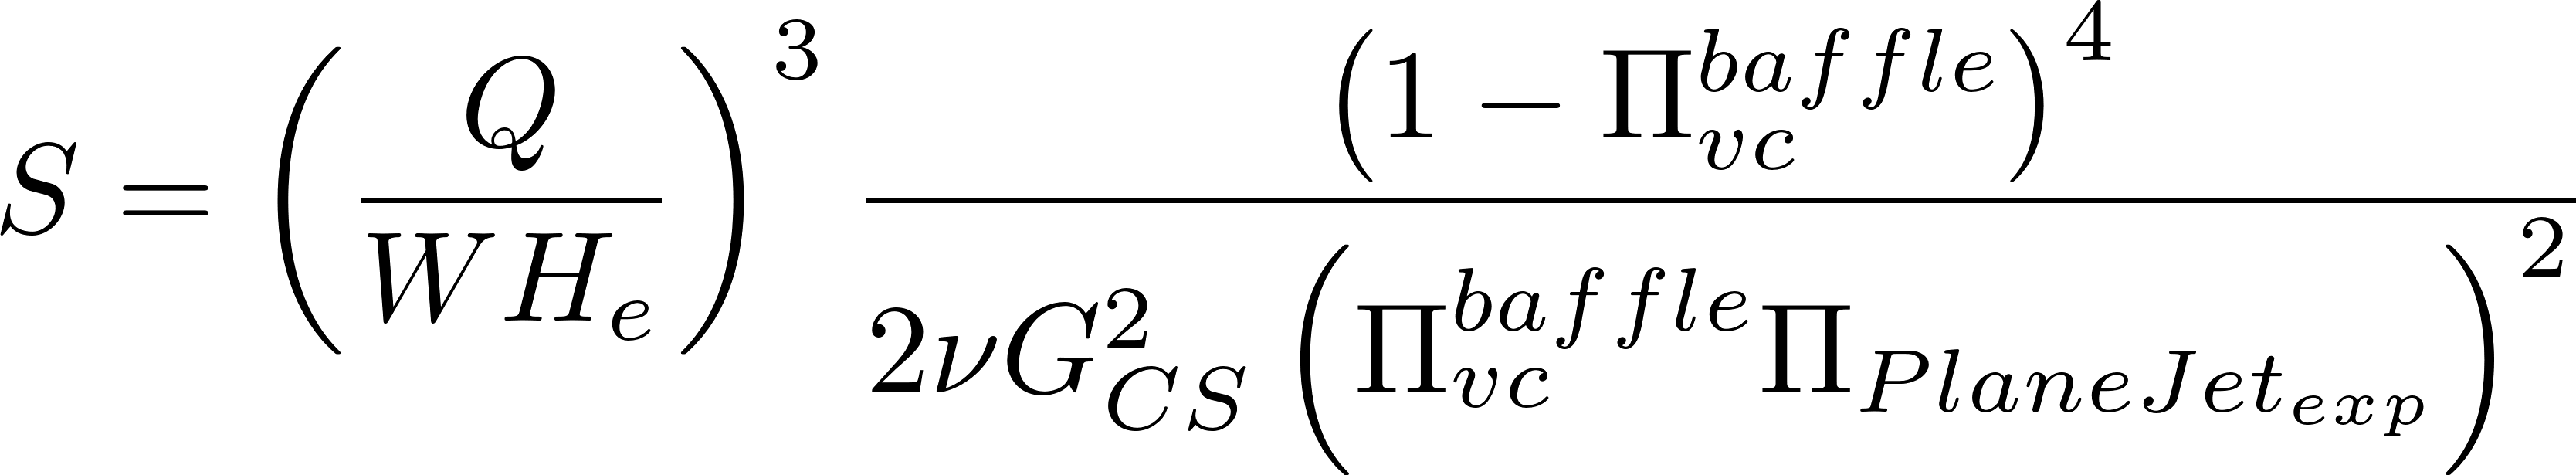 S = \left( \frac{Q}{W H_e} \right)^3 \frac{\left( 1 - \Pi_{vc}^{baffle} \right)^4}{2 \nu G_{CS}^2 \left( \Pi_{vc}^{baffle} \Pi_{PlaneJet_{exp}} \right)^2}